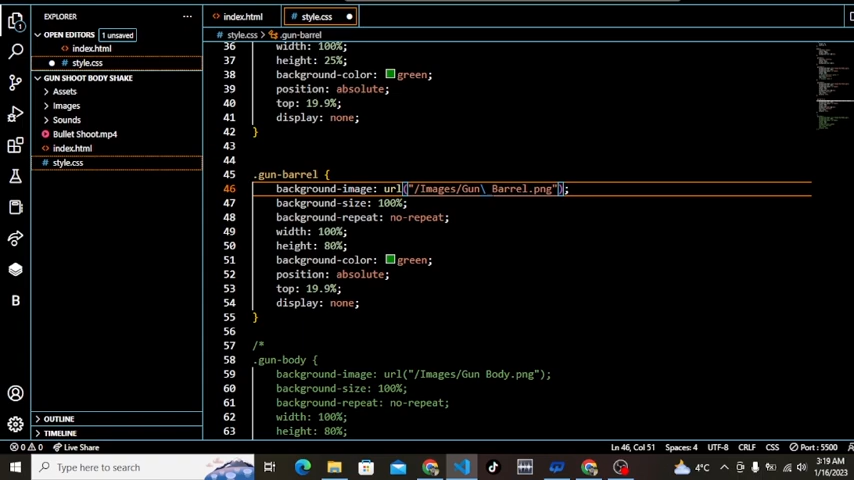 EXPLORER
···
index.html
style.css
OPEN EDITORS
1 unsaved
index.html
style.css
GUN SHOOT BODY SHAKE
Assets
Images
Sounds
Bullet Shoot.mp4
index.html
style.css
OUTLINE
TIMELINE
style.css > .gun-barrel
36 width: 100%;
37 height: 25%;
38 background-color: green;
39 position: absolute;
40 top: 19.9%;
41 display: none;
42 }
43
44
45 .gun-barrel {
46 background-image: url("/Images/Gun\ Barrel.png");
47 background-size: 100%;
48 background-repeat: no-repeat;
49 width: 100%;
50 height: 80%;
51 background-color: green;
52 position: absolute;
53 top: 19.9%;
54 display: none;
55 }
56
57 /*
58 .gun-body {
59 background-image: url("/Images/Gun Body.png");
60 background-size: 100%;
61 background-repeat: no-repeat;
62 width: 100%;
63 height: 80%;
0 0 Live Share
Ln 46, Col 51 Spaces: 4 UTF-8 CRLF CSS Port : 5500
Type here to search
4°C
3:19 AM
1/16/2023